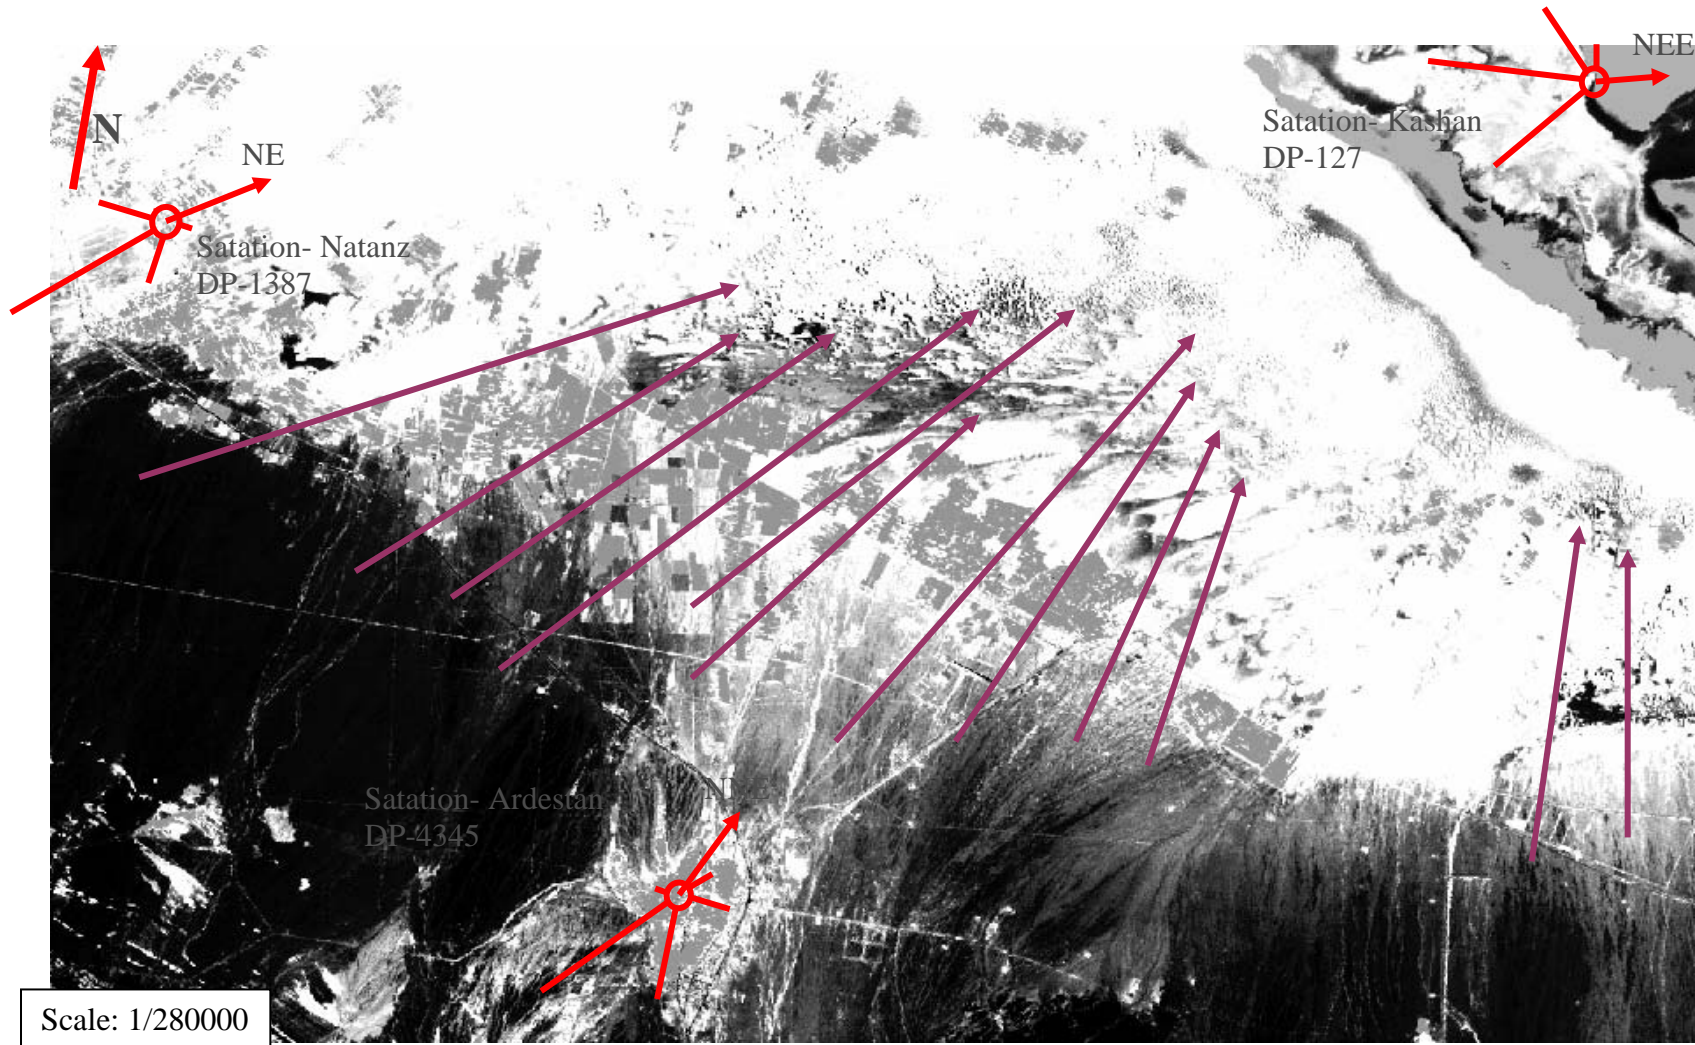 NEE
N
NE
Satation- Kashan
DP-127
Satation- Natanz
DP-1387
Satation- Ardestan
DP-4345
Scale: 1/280000